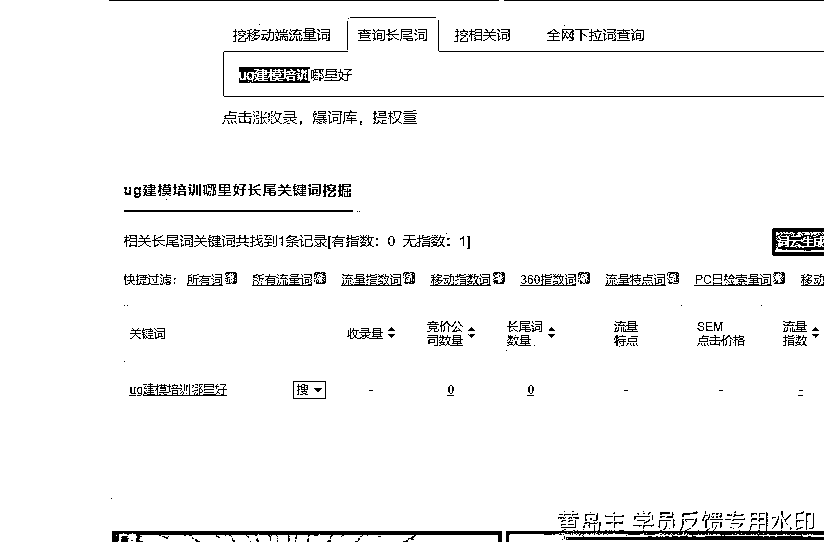 挖移动端流量词 查询长尾词 挖相关词 全网下拉词查询
ug建模培训哪里好
点击涨收录，爆词库，提权重
ug建模培训哪里好长尾关键词挖掘
相关长尾词关键词共找到1条记录[有指数：0 无指数：1]
词云生成
快捷过滤： 所有词 所有流量词 流量指数词 移动指数词 360指数词 流量特点词 PC日检索量词 移动
关键词 收录量 竞价公司数量 长尾词数量 流量特点 SEM点击价格 流量指数
ug建模培训哪里好 搜 - 0 0 - - -
黄岛主 学员反馈专用水印